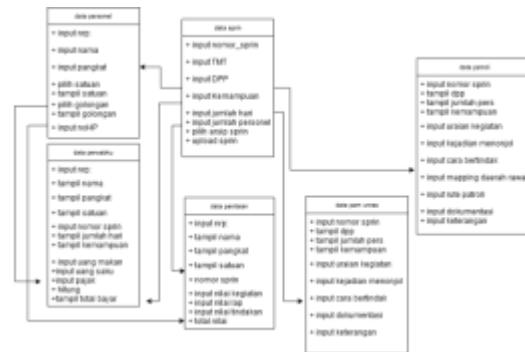 data personel
+ input nrp:
+ input nama
+ input pangkat
+ pilih satuan
+ tampil satuan
+ pilih golongan
+ tampil golongan
+ input noHP
data sprin
+ input nomor_sprin
+ input TMT
+ input DPP
+ input Kemampuan
+ input jumlah hari
+ input jumlah personel
+ pilih arsip sprin
+ upload sprin
data patroli
+ input nomor sprin
+ tampil dpp
+ tampil jumlah pers
+ tampil kemampuan
+ input uraian kegiatan
+ input kejadian menonjol
+ input cara bertindak
+ input mapping daerah rawan
+ input rute patroli
+ input dokumentasi
+ input keterangan
+ input nrp:
+ tampil nama
+ tampil pangkat
+ tampil satuan
+ input nomor sprin
+ tampil jumlah hari
+ tampil kemampuan
+ input uang makan
+input uang saku
+input pajak
+ hitung
+tampil total bayar
data penilaian
+ input nrp:
+ tampil nama
+ tampil pangkat
+ tampil satuan
+ nomor sprin
+ input nilai kegiatan
+ input nilai lap
+ input nilai tindakan
+ total nilai
data pam unras
+ input nomor sprin
+ tampil dpp
+ tampil jumlah pers
+ tampil kemampuan
+ input uraian kegiatan
+ input kejadian menonjol
+ input cara bertindak
+ input dokumentasi
+ input keterangan